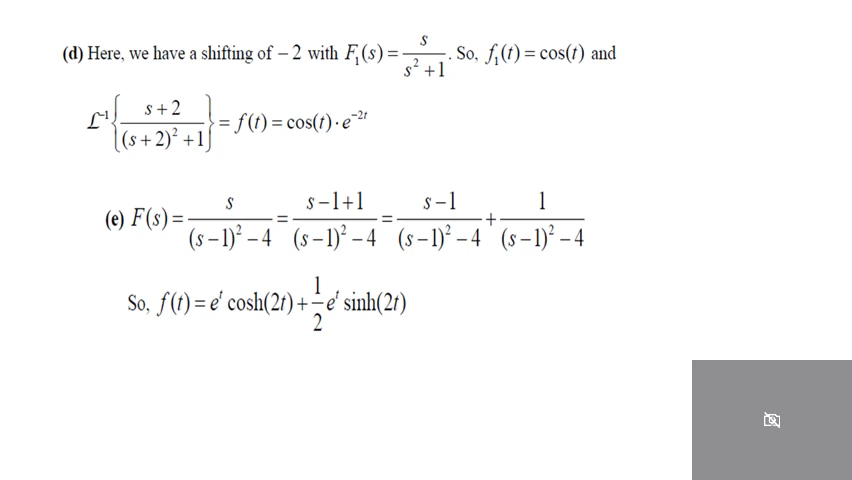 (d) Here, we have a shifting of −2 with F₁(s) = s / (s² + 1). So, f₁(t) = cos(t) and
ℒ⁻¹{(s + 2) / ((s + 2)² + 1)} = f(t) = cos(t) · e⁻²ᵗ
(e) F(s) = s / ((s − 1)² − 4) = (s − 1 + 1) / ((s − 1)² − 4) = (s − 1) / ((s − 1)² − 4) + 1 / ((s − 1)² − 4)
So, f(t) = eᵗ cosh(2t) + 1/2 eᵗ sinh(2t)